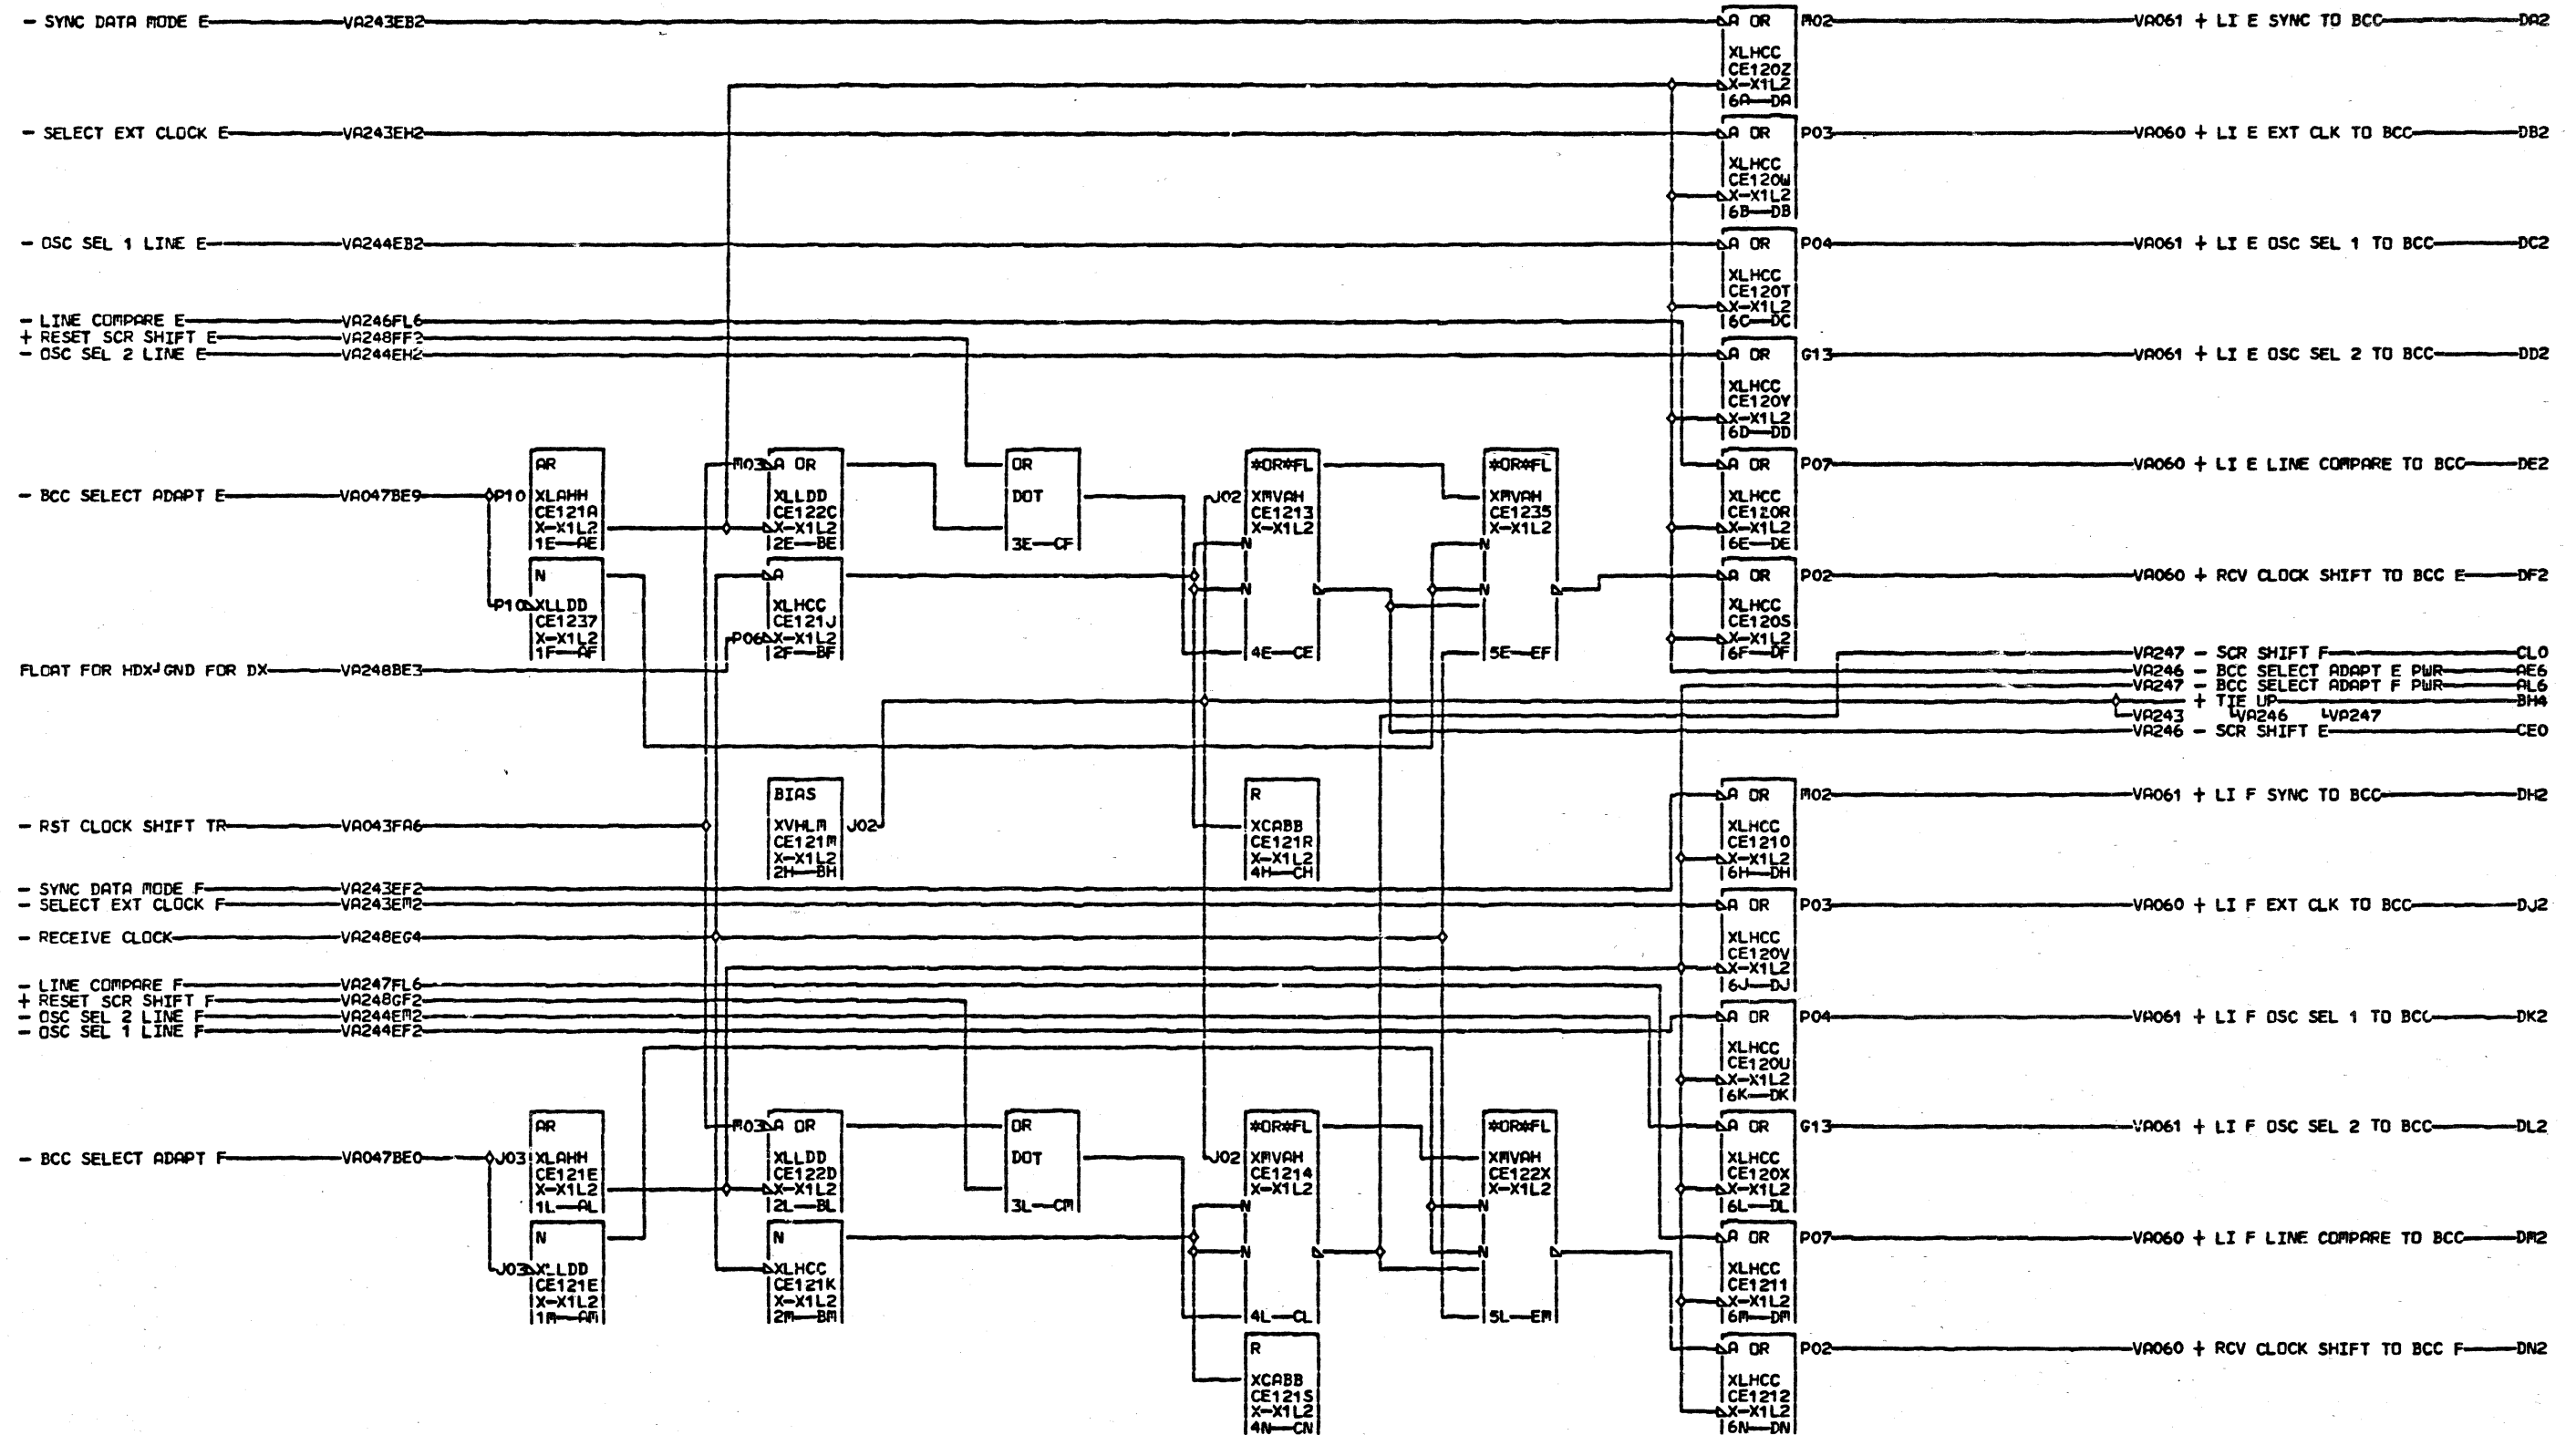 - SYNC DATA MODE E VA243EB2 A OR M02 VA061 + LI E SYNC TO BCC DA2
XLHCC
CE120Z
X-X1L2
6A DA
- SELECT EXT CLOCK E VA243EH2 A OR P03 VA060 + LI E EXT CLK TO BCC DB2
XLHCC
CE120W
X-X1L2
6B DB
- OSC SEL 1 LINE E VA244EB2 A OR P04 VA061 + LI E OSC SEL 1 TO BCC DC2
XLHCC
CE120T
X-X1L2
6C DC
- LINE COMPARE E VA246FL6
+ RESET SCR SHIFT E VA248FF2
- OSC SEL 2 LINE E VA244EH2 A OR G13 VA061 + LI E OSC SEL 2 TO BCC DD2
XLHCC
CE120Y
X-X1L2
6D DD
AR M03 A OR OR *OR*FL *OR*FL A OR P07 VA060 + LI E LINE COMPARE TO BCC DE2
- BCC SELECT ADAPT E VA047BE9 P10 XLAHH XLLDD DOT J02 XMVAH XMVAH XLHCC
CE121A CE122C CE1213 CE1235 CE120R
X-X1L2 X-X1L2 X-X1L2 X-X1L2 X-X1L2
1E AE 2E BE 3E CF N N 6E DE
N A A OR P02 VA060 + RCV CLOCK SHIFT TO BCC E DF2
N N
P10 XLLDD XLHCC XLHCC
CE1237 CE121J CE120S
X-X1L2 P06 X-X1L2 X-X1L2
1F AF 2F BF 4E CE 5E EF 6F DF
VA247 - SCR SHIFT F CL0
FLOAT FOR HDX GND FOR DX VA248BE3 VA246 - BCC SELECT ADAPT E PWR AE6
VA247 - BCC SELECT ADAPT F PWR AL6
+ TIE UP BH4
VA243 VA246 VA247
VA246 - SCR SHIFT E CE0
BIAS R A OR M02 VA061 + LI F SYNC TO BCC DH2
- RST CLOCK SHIFT TR VA043FA6 XVHLM J02 XCABB XLHCC
CE121M CE121R CE1210
X-X1L2 X-X1L2 X-X1L2
2H BH 4H CH 6H DH
- SYNC DATA MODE F VA243EF2
- SELECT EXT CLOCK F VA243EM2 A OR P03 VA060 + LI F EXT CLK TO BCC DJ2
- RECEIVE CLOCK VA248EG4 XLHCC
CE120V
X-X1L2
- LINE COMPARE F VA247FL6 6J DJ
+ RESET SCR SHIFT F VA248GF2
- OSC SEL 2 LINE F VA244EM2 A OR P04 VA061 + LI F OSC SEL 1 TO BCC DK2
- OSC SEL 1 LINE F VA244EF2
XLHCC
CE120U
X-X1L2
6K DK
AR M03 A OR OR *OR*FL *OR*FL A OR G13 VA061 + LI F OSC SEL 2 TO BCC DL2
- BCC SELECT ADAPT F VA047BE0 J03 XLAHH XLLDD DOT J02 XMVAH XMVAH XLHCC
CE121E CE122D CE1214 CE122X CE120X
X-X1L2 X-X1L2 X-X1L2 X-X1L2 X-X1L2
1L AL 2L BL 3L CM N N 6L DL
N N A OR P07 VA060 + LI F LINE COMPARE TO BCC DM2
N N
J03 XLLDD XLHCC XLHCC
CE121E CE121K CE1211
X-X1L2 X-X1L2 X-X1L2
1M AM 2M BM 4L CL 5L EM 6M DM
R A OR P02 VA060 + RCV CLOCK SHIFT TO BCC F DN2
XCABB XLHCC
CE121S CE1212
X-X1L2 X-X1L2
4N CN 6N DN